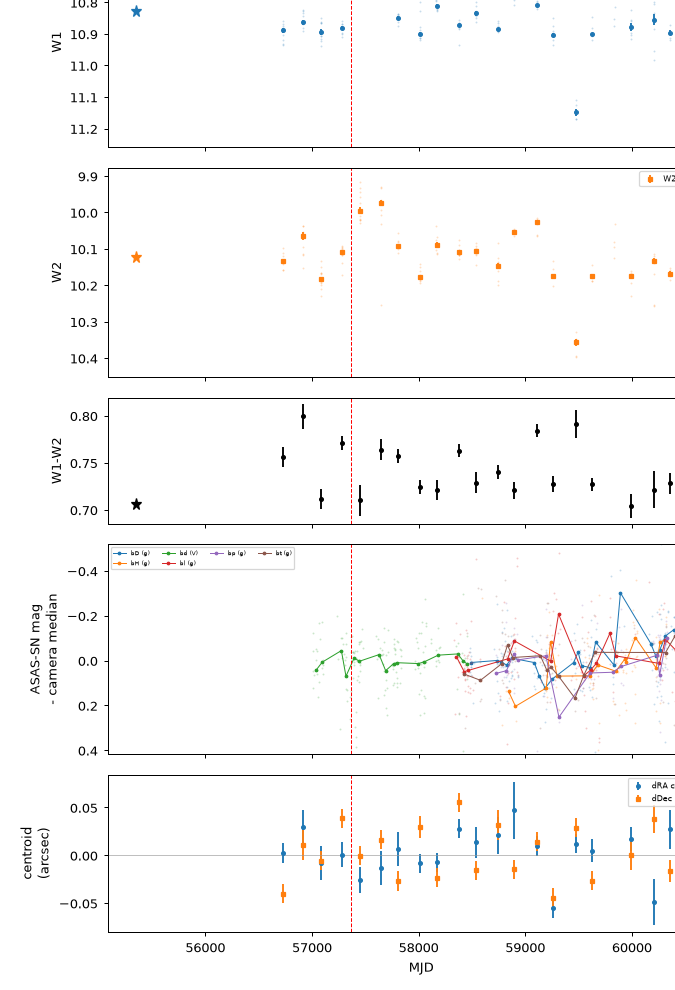 10.8
10.9
11.0
11.1
11.2
W1
9.9
10.0
10.1
10.2
10.3
10.4
W2
W2
0.80
0.75
0.70
W1-W2
−0.4
−0.2
0.0
0.2
0.4
ASAS-SN mag
- camera median
bD (g)
bd (V)
bp (g)
bt (g)
bH (g)
bl (g)
0.05
0.00
−0.05
centroid
(arcsec)
dRA c
dDec
56000
57000
58000
59000
60000
MJD